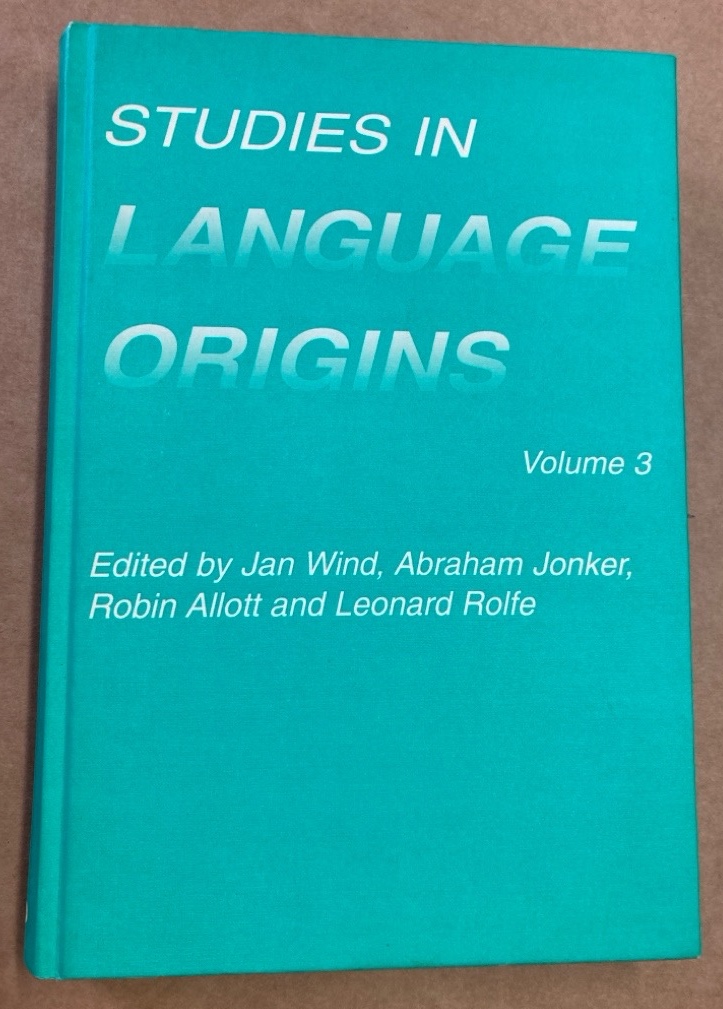 STUDIES IN
LANGUAGE
ORIGINS
Volume 3
Edited by Jan Wind, Abraham Jonker,
Robin Allott and Leonard Rolfe